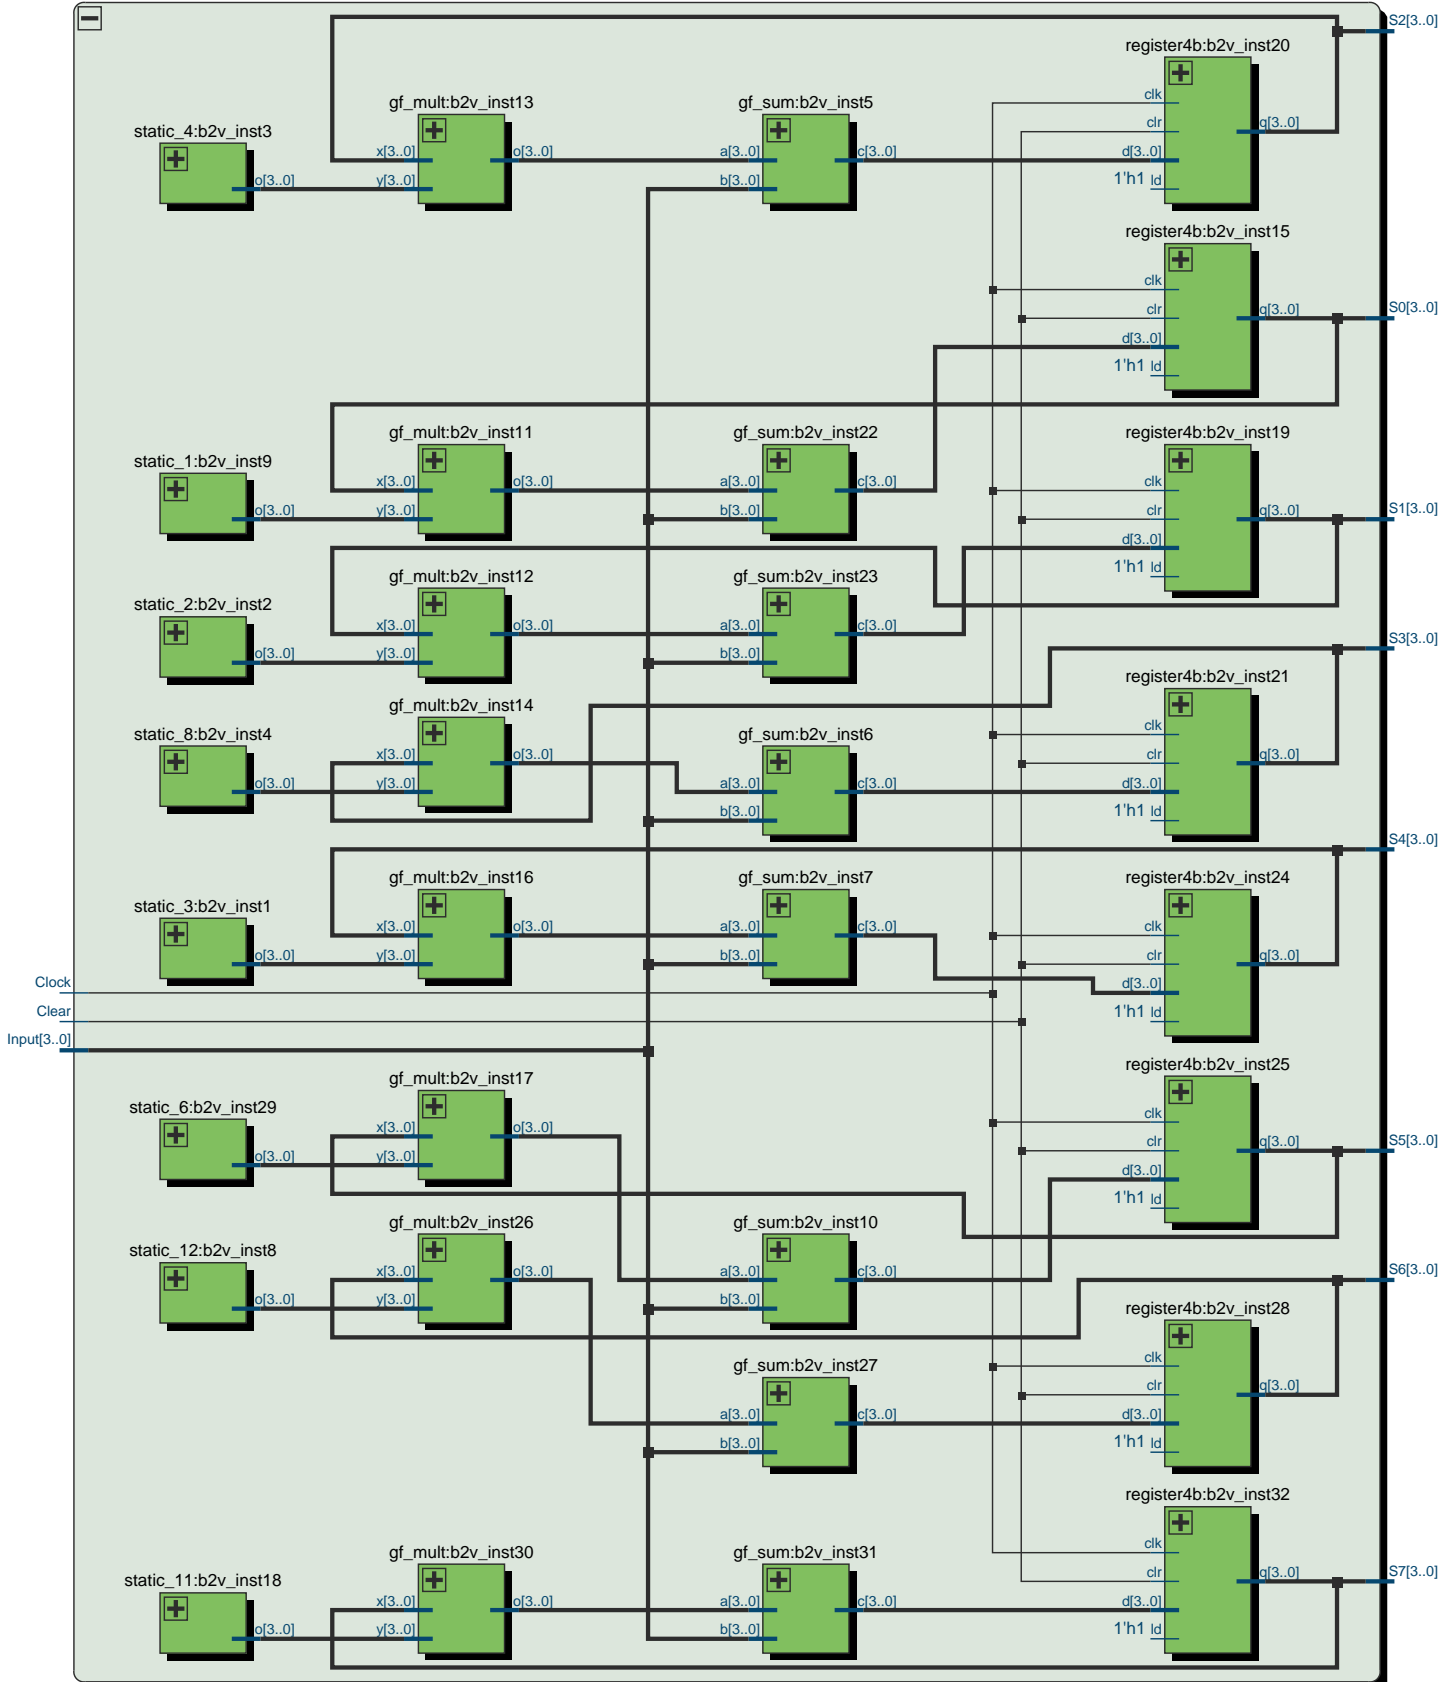 S2[3..0]
register4b:b2v_inst20
clk
clr
d[3..0]
1'h1 ld
q[3..0]
gf_mult:b2v_inst13
x[3..0]
y[3..0]
o[3..0]
gf_sum:b2v_inst5
a[3..0]
b[3..0]
c[3..0]
static_4:b2v_inst3
o[3..0]
register4b:b2v_inst15
clk
clr
d[3..0]
1'h1 ld
q[3..0]
S0[3..0]
gf_mult:b2v_inst11
x[3..0]
y[3..0]
o[3..0]
gf_sum:b2v_inst22
a[3..0]
b[3..0]
c[3..0]
static_1:b2v_inst9
o[3..0]
register4b:b2v_inst19
clk
clr
d[3..0]
1'h1 ld
q[3..0]
S1[3..0]
gf_mult:b2v_inst12
x[3..0]
y[3..0]
o[3..0]
gf_sum:b2v_inst23
a[3..0]
b[3..0]
c[3..0]
static_2:b2v_inst2
o[3..0]
S3[3..0]
register4b:b2v_inst21
clk
clr
d[3..0]
1'h1 ld
q[3..0]
gf_mult:b2v_inst14
x[3..0]
y[3..0]
o[3..0]
gf_sum:b2v_inst6
a[3..0]
b[3..0]
c[3..0]
static_8:b2v_inst4
o[3..0]
S4[3..0]
register4b:b2v_inst24
clk
clr
d[3..0]
1'h1 ld
q[3..0]
gf_mult:b2v_inst16
x[3..0]
y[3..0]
o[3..0]
gf_sum:b2v_inst7
a[3..0]
b[3..0]
c[3..0]
static_3:b2v_inst1
o[3..0]
Clock
Clear
Input[3..0]
register4b:b2v_inst25
clk
clr
d[3..0]
1'h1 ld
q[3..0]
S5[3..0]
gf_mult:b2v_inst17
x[3..0]
y[3..0]
o[3..0]
static_6:b2v_inst29
o[3..0]
gf_mult:b2v_inst26
x[3..0]
y[3..0]
o[3..0]
gf_sum:b2v_inst10
a[3..0]
b[3..0]
c[3..0]
static_12:b2v_inst8
o[3..0]
S6[3..0]
register4b:b2v_inst28
clk
clr
d[3..0]
1'h1 ld
q[3..0]
gf_sum:b2v_inst27
a[3..0]
b[3..0]
c[3..0]
register4b:b2v_inst32
clk
clr
d[3..0]
1'h1 ld
q[3..0]
S7[3..0]
gf_mult:b2v_inst30
x[3..0]
y[3..0]
o[3..0]
gf_sum:b2v_inst31
a[3..0]
b[3..0]
c[3..0]
static_11:b2v_inst18
o[3..0]